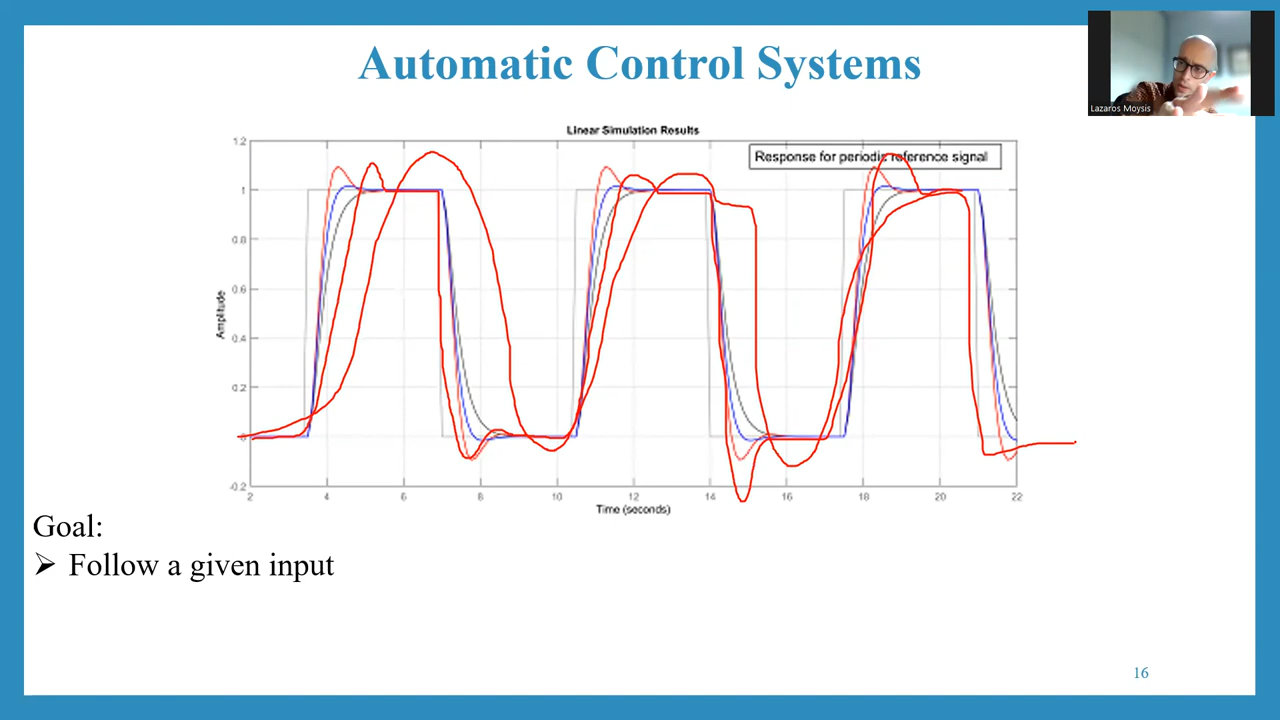 Automatic Control Systems
Lazaros Moysis
Linear Simulation Results
Response for periodic reference signal
1.2
1
0.8
0.6
0.4
0.2
0
-0.2
Amplitude
2 4 6 8 10 12 14 16 18 20 22
Time (seconds)
Goal:
➢ Follow a given input
16